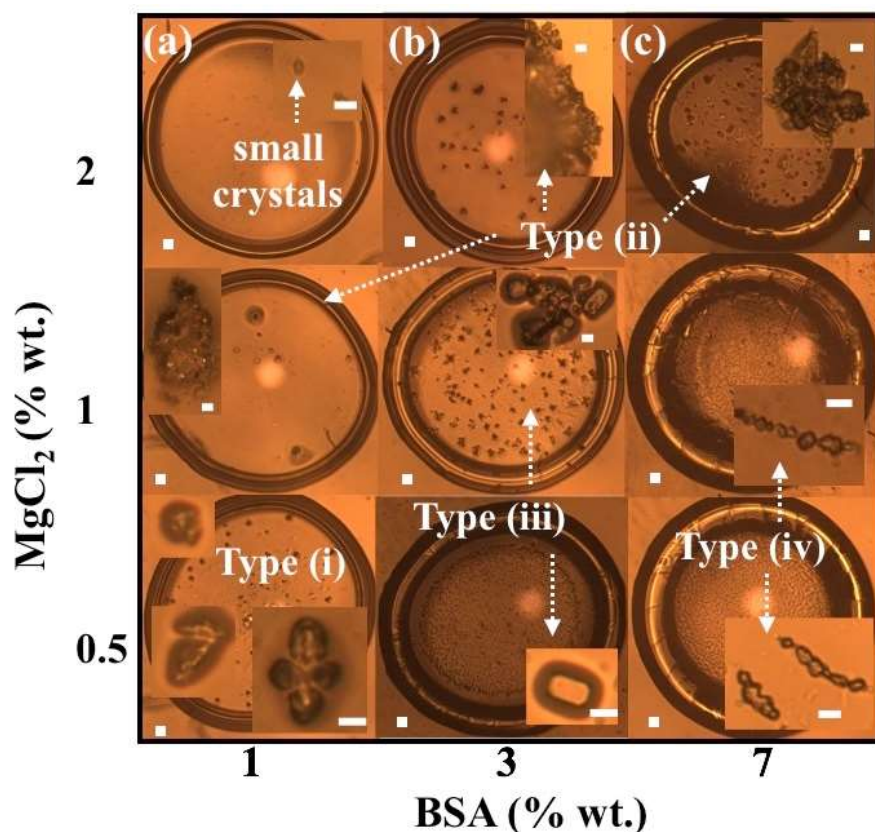 (a)
(b)
(c)
small
crystals
Type (ii)
Type (iii)
Type (i)
Type (iv)
2
1
0.5
MgCl₂ (% wt.)
1
3
7
BSA (% wt.)